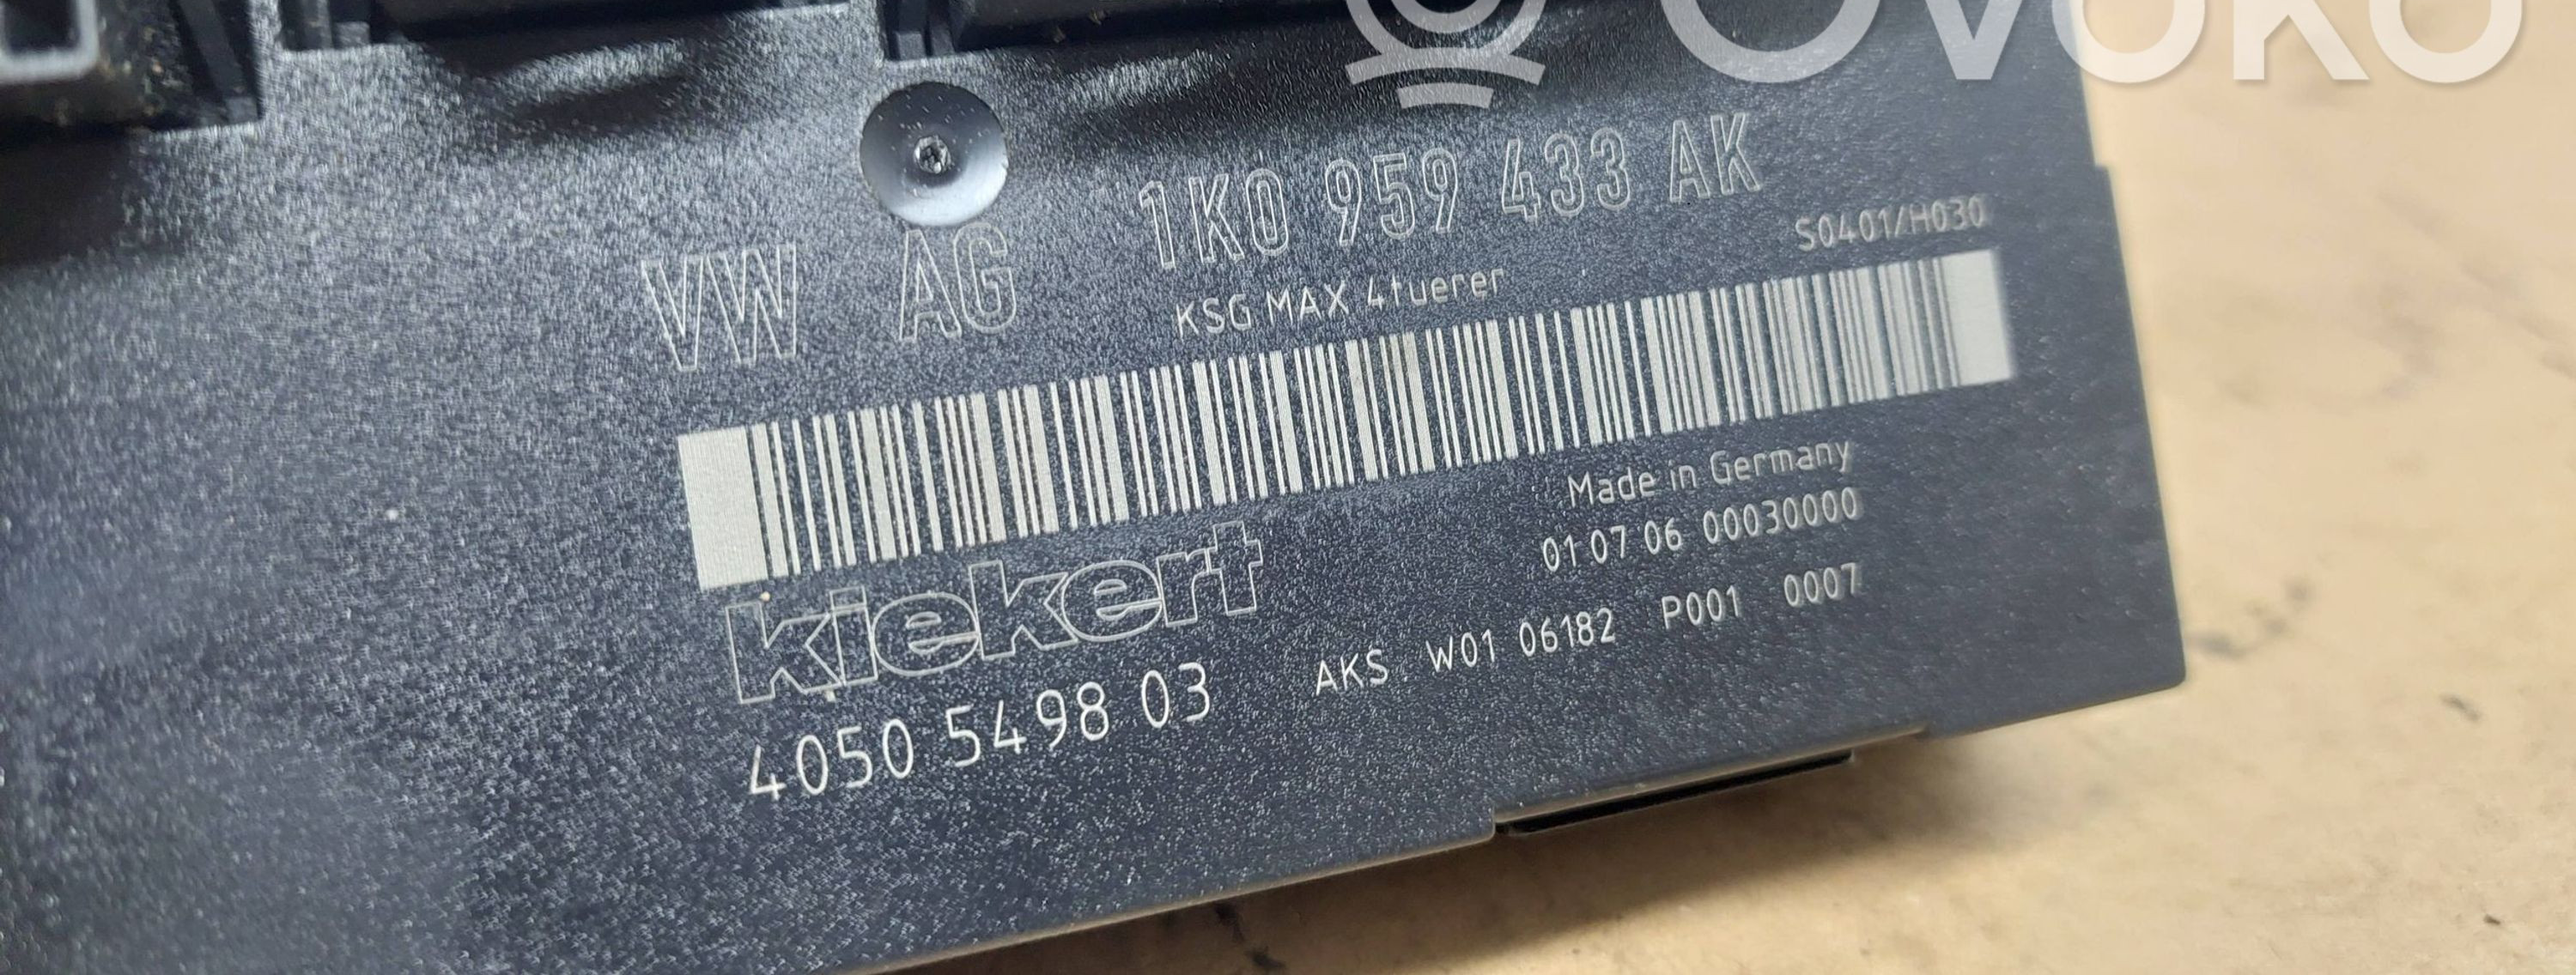 Ovoko
VW AG 1K0 959 433 AK
KSG MAX 4tuerer
S0401/H030
Made in Germany
01 07 06 00030000
kiekert
4050 5498 03
AKS W01 06182 P001 0007